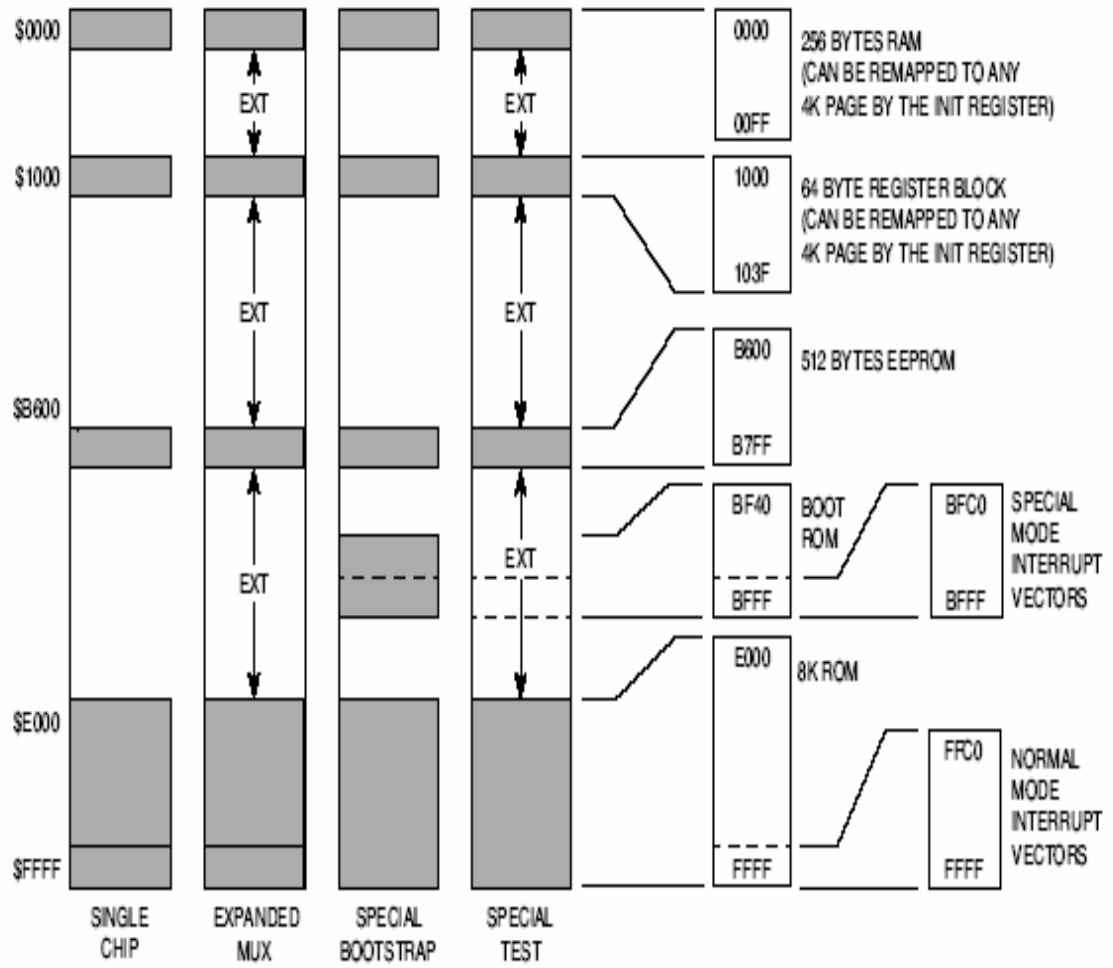 $0000
$1000
$B600
$E000
$FFFF
SINGLE
CHIP
EXT
EXT
EXT
EXPANDED
MUX
SPECIAL
BOOTSTRAP
EXT
EXT
EXT
SPECIAL
TEST
0000
00FF
256 BYTES RAM
(CAN BE REMAPPED TO ANY
4K PAGE BY THE INIT REGISTER)
1000
103F
64 BYTE REGISTER BLOCK
(CAN BE REMAPPED TO ANY
4K PAGE BY THE INIT REGISTER)
B600
B7FF
512 BYTES EEPROM
BF40
BFFF
BOOT
ROM
BFC0
BFFF
SPECIAL
MODE
INTERRUPT
VECTORS
E000
FFFF
8K ROM
FFC0
FFFF
NORMAL
MODE
INTERRUPT
VECTORS